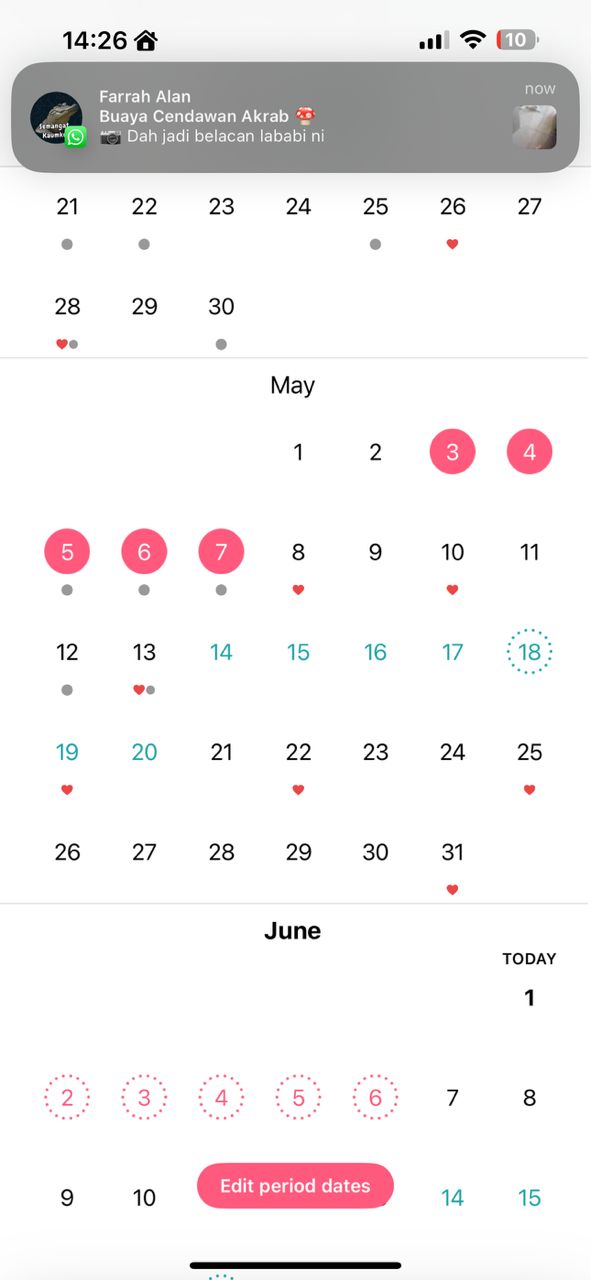 14:26
10
Farrah Alan
now
Buaya Cendawan Akrab 🍄
📷 Dah jadi belacan lababi ni
21 22 23 24 25 26 27
28 29 30
May
1 2 3 4
5 6 7 8 9 10 11
12 13 14 15 16 17 18
19 20 21 22 23 24 25
26 27 28 29 30 31
June
TODAY
1
2 3 4 5 6 7 8
9 10 14 15
Edit period dates